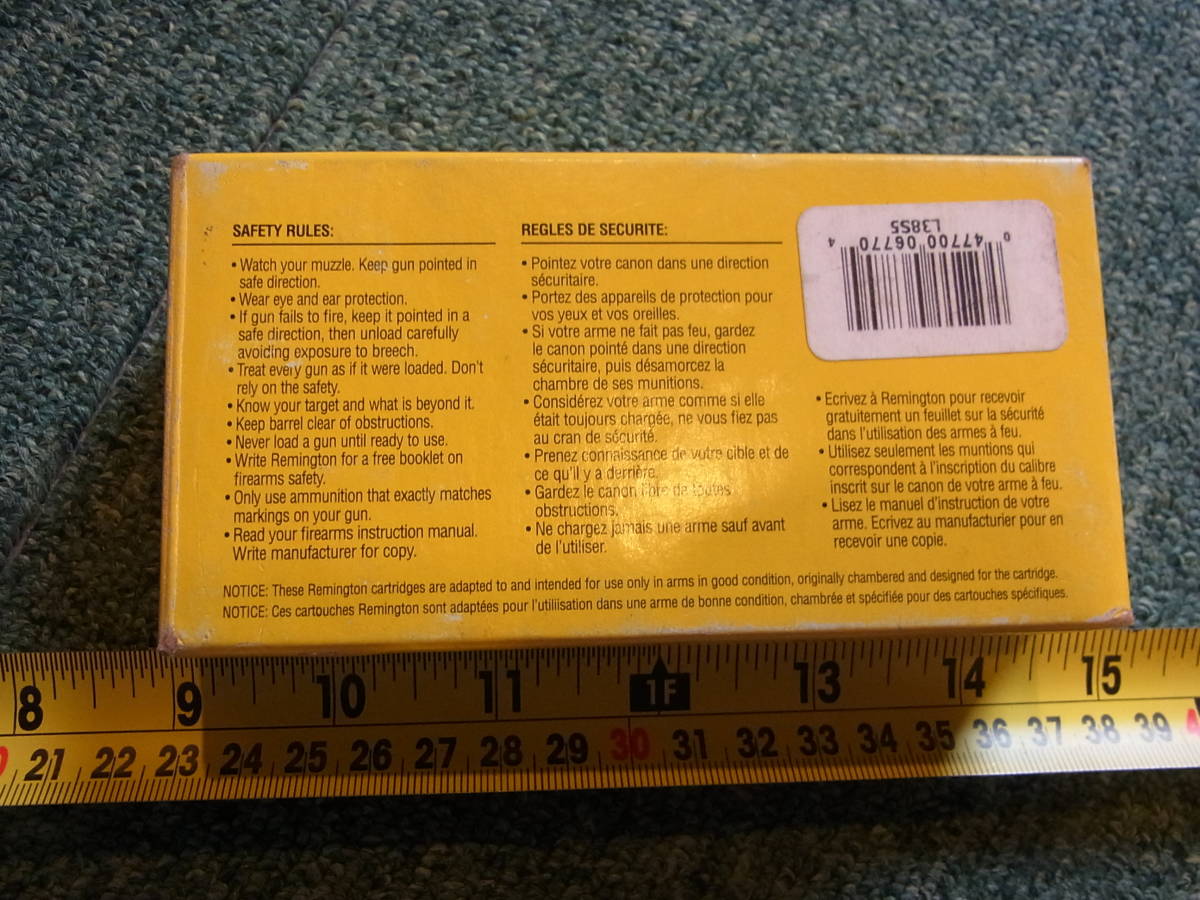 SAFETY RULES:
• Watch your muzzle. Keep gun pointed in
safe direction.
• Wear eye and ear protection.
• If gun fails to fire, keep it pointed in a
safe direction, then unload carefully
avoiding exposure to breech.
• Treat every gun as if it were loaded. Don't
rely on the safety.
• Know your target and what is beyond it.
• Keep barrel clear of obstructions.
• Never load a gun until ready to use.
• Write Remington for a free booklet on
firearms safety.
• Only use ammunition that exactly matches
markings on your gun.
• Read your firearms instruction manual.
Write manufacturer for copy.
REGLES DE SECURITE:
• Pointez votre canon dans une direction
sécuritaire.
• Portez des appareils de protection pour
vos yeux et vos oreilles.
• Si votre arme ne fait pas feu, gardez
le canon pointé dans une direction
sécuritaire, puis désamorcez la
chambre de ses munitions.
• Considérez votre arme comme si elle
était toujours chargée, ne vous fiez pas
au cran de sécurité.
• Prenez connaissance de votre cible et de
ce qu'il y a derrière.
• Gardez le canon libre de toutes
obstructions.
• Ne chargez jamais une arme sauf avant
de l'utiliser.
L38S5
0 47700 06770 4
• Ecrivez à Remington pour recevoir
gratuitement un feuillet sur la sécurité
dans l'utilisation des armes à feu.
• Utilisez seulement les muntions qui
correspondent à l'inscription du calibre
inscrit sur le canon de votre arme à feu.
• Lisez le manuel d'instruction de votre
arme. Ecrivez au manufacturier pour en
recevoir une copie.
NOTICE: These Remington cartridges are adapted to and intended for use only in arms in good condition, originally chambered and designed for the cartridge.
NOTICE: Ces cartouches Remington sont adaptées pour l'utiliisation dans une arme de bonne condition, chambrée et spécifiée pour des cartouches spécifiques.
8 9 10 11 1F 13 14 15
21 22 23 24 25 26 27 28 29 30 31 32 33 34 35 36 37 38 39